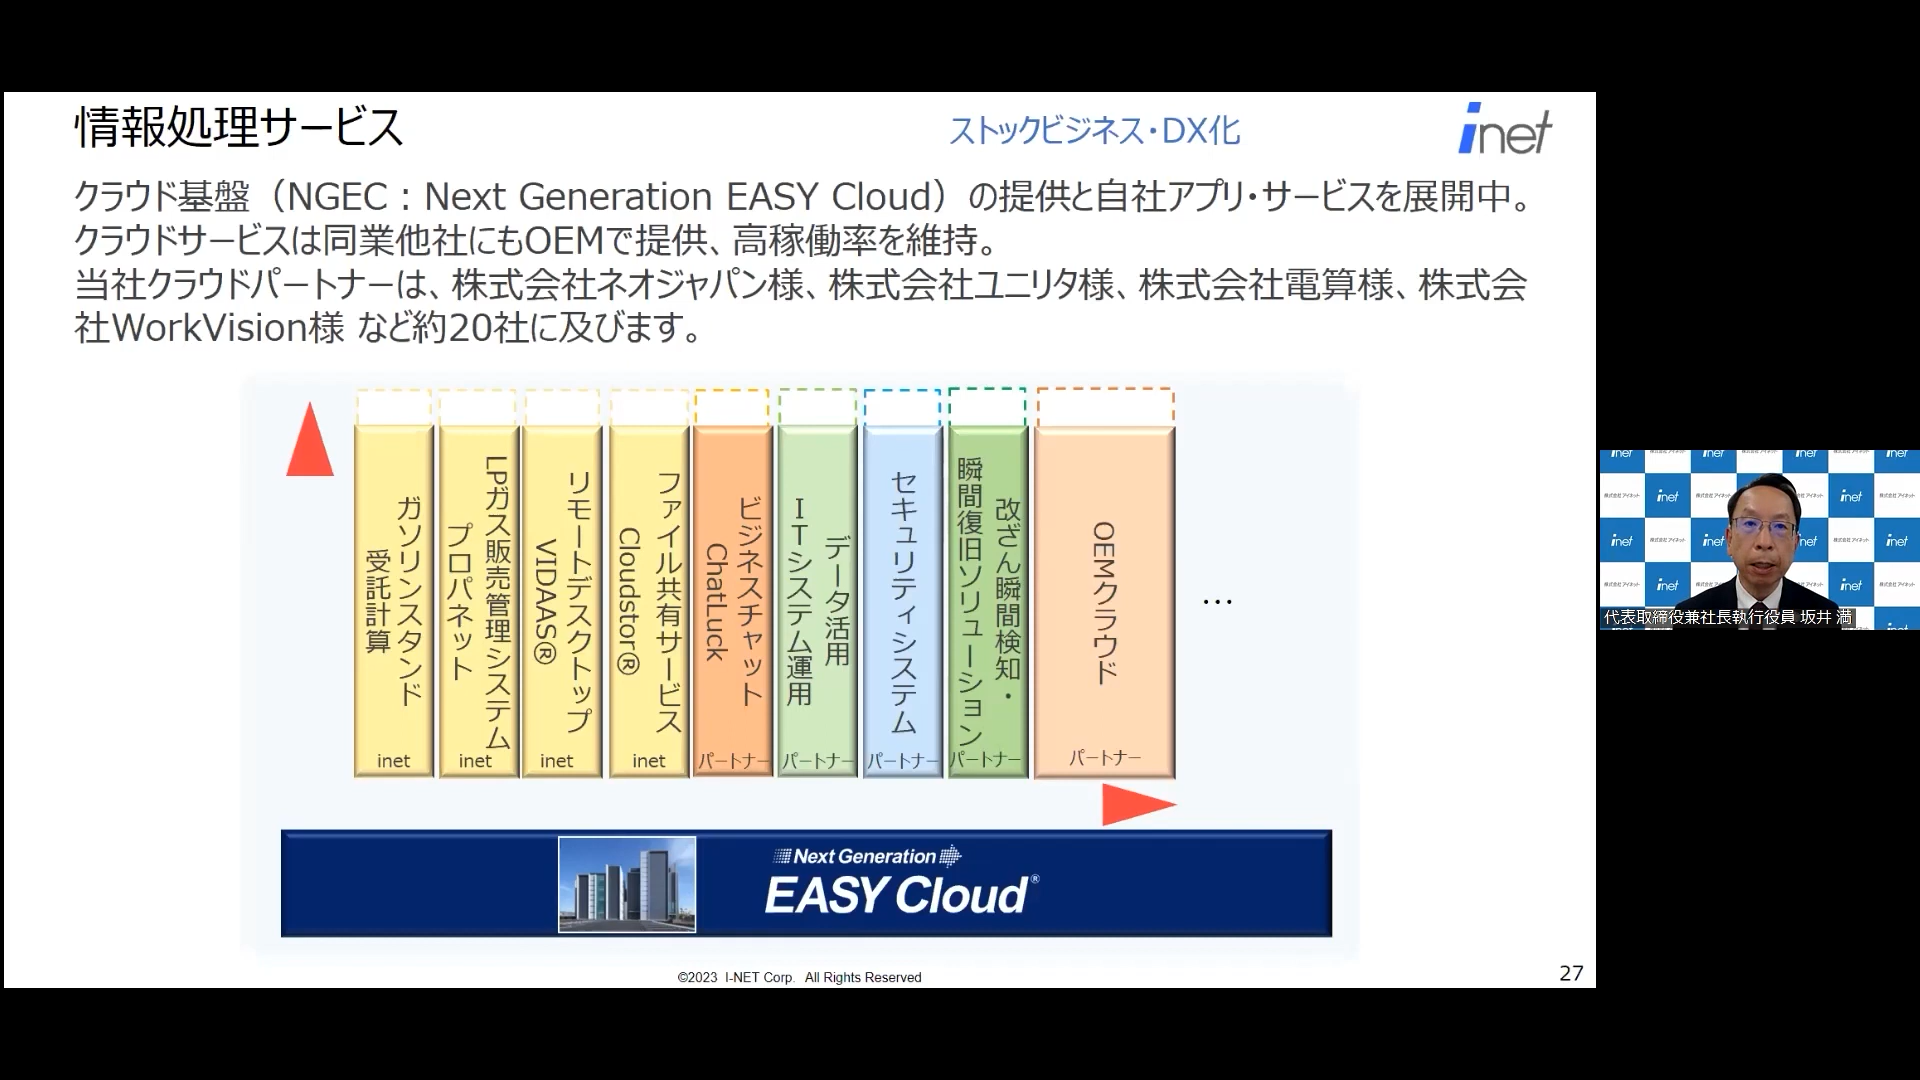 情報処理サービス
ストックビジネス・DX化
inet
クラウド基盤（NGEC：Next Generation EASY Cloud）の提供と自社アプリ・サービスを展開中。
クラウドサービスは同業他社にもOEMで提供、高稼働率を維持。
当社クラウドパートナーは、株式会社ネオジャパン様、株式会社ユニリタ様、株式会社電算様、株式会
社WorkVision様 など約20社に及びます。
ガソリンスタンド
受託計算
inet
LPガス販売管理システム
プロパネット
inet
リモートデスクトップ
VIDAAS®
inet
ファイル共有サービス
Cloudstor®
inet
ビジネスチャット
ChatLuck
パートナー
データ活用
ITシステム運用
パートナー
セキュリティシステム
パートナー
改ざん瞬間検知・
瞬間復旧ソリューション
パートナー
OEMクラウド
パートナー
…
Next Generation
EASY Cloud®
©2023 I-NET Corp. All Rights Reserved
27
inet
株式会社アイネット
代表取締役兼社長執行役員 坂井 満